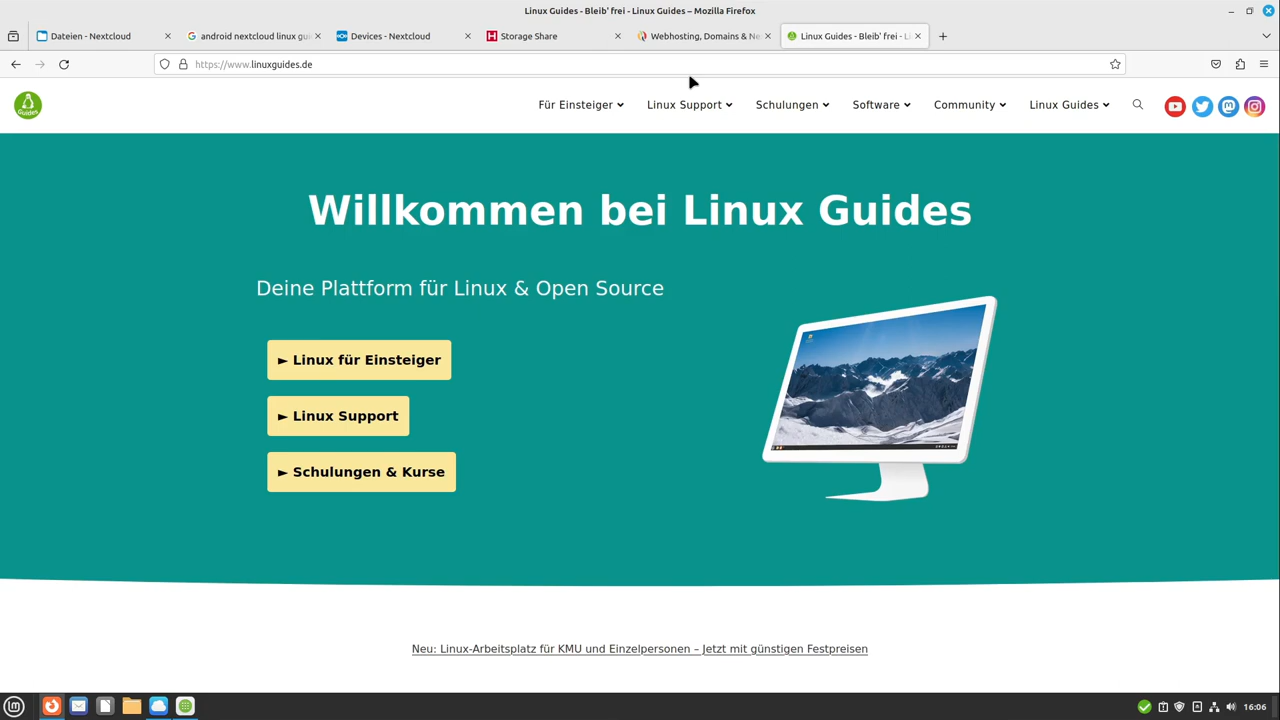 Linux Guides - Bleib' frei - Linux Guides – Mozilla Firefox
Dateien - Nextcloud
android nextcloud linux gui
Devices - Nextcloud
Storage Share
Webhosting, Domains & Ne
Linux Guides - Bleib' frei - Li
https://www.linuxguides.de
Guides
Für Einsteiger
Linux Support
Schulungen
Software
Community
Linux Guides
Willkommen bei Linux Guides
Deine Plattform für Linux & Open Source
► Linux für Einsteiger
► Linux Support
► Schulungen & Kurse
Neu: Linux-Arbeitsplatz für KMU und Einzelpersonen – Jetzt mit günstigen Festpreisen
16:06